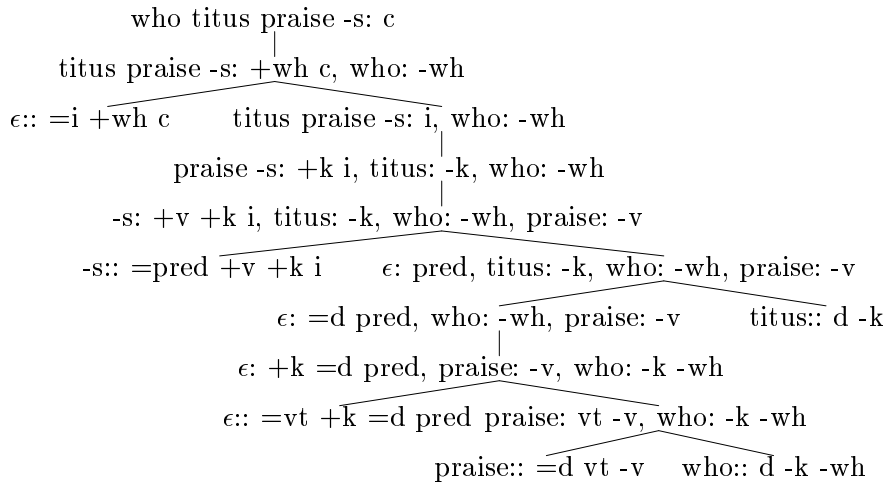 who titus praise -s: c
titus praise -s: +wh c, who: -wh
ϵ:: =i +wh c titus praise -s: i, who: -wh
praise -s: +k i, titus: -k, who: -wh
-s: +v +k i, titus: -k, who: -wh, praise: -v
-s:: =pred +v +k i ϵ: pred, titus: -k, who: -wh, praise: -v
ϵ: =d pred, who: -wh, praise: -v titus:: d -k
ϵ: +k =d pred, praise: -v, who: -k -wh
ϵ:: =vt +k =d pred praise: vt -v, who: -k -wh
praise:: =d vt -v who:: d -k -wh